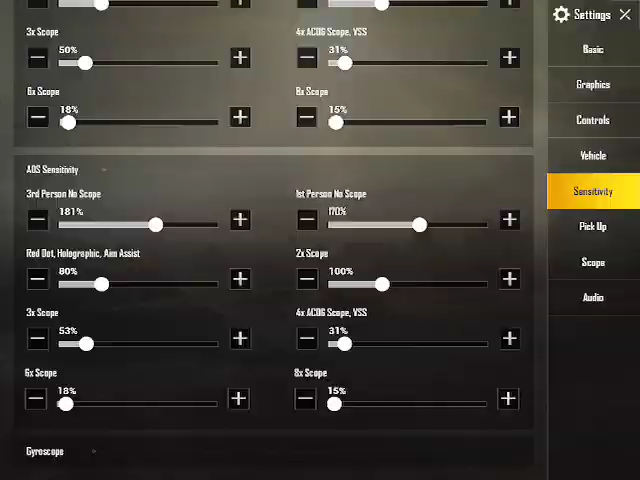 Settings
3x Scope
50%
4x ACOG Scope, VSS
31%
6x Scope
18%
8x Scope
15%
ADS Sensitivity
3rd Person No Scope
181%
1st Person No Scope
170%
Red Dot, Holographic, Aim Assist
80%
2x Scope
100%
3x Scope
53%
4x ACOG Scope, VSS
31%
6x Scope
18%
8x Scope
15%
Gyroscope
Basic
Graphics
Controls
Vehicle
Sensitivity
Pick Up
Scope
Audio